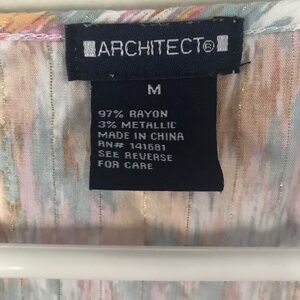 ARCHITECT®
M
97% RAYON
3% METALLIC
MADE IN CHINA
RN# 141681
SEE REVERSE
FOR CARE